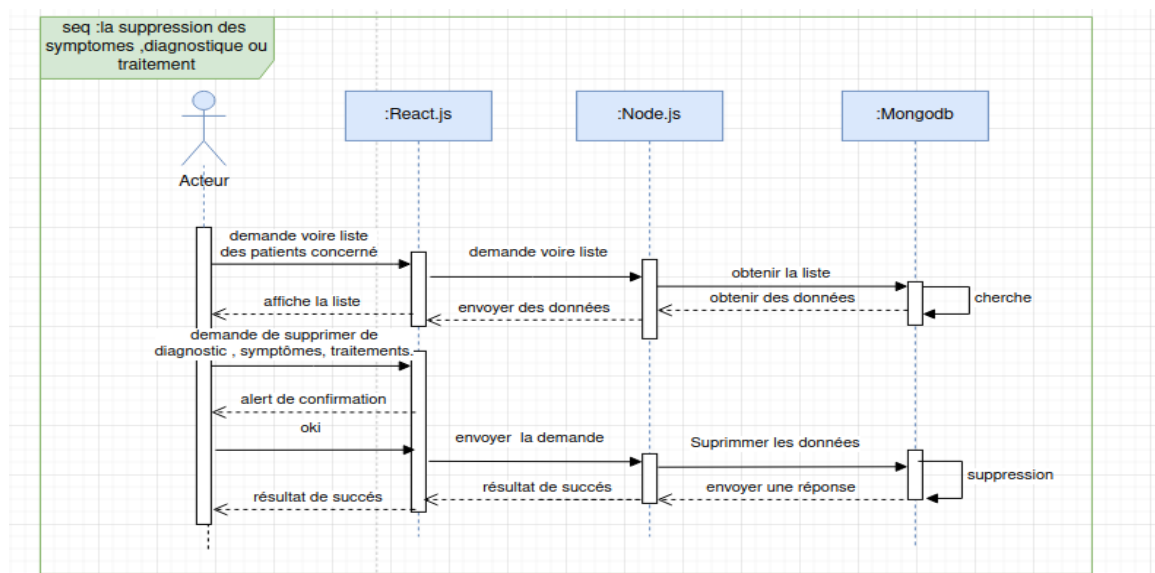 seq :la suppression des
symptomes ,diagnostique ou
traitement
:React.js
:Node.js
:Mongodb
Acteur
demande voire liste
des patients concerné
demande voire liste
obtenir la liste
cherche
obtenir des données
envoyer des données
affiche la liste
demande de supprimer de
diagnostic , symptômes, traitements.
alert de confirmation
oki
envoyer la demande
Suprimmer les données
suppression
envoyer une réponse
résultat de succés
résultat de succés